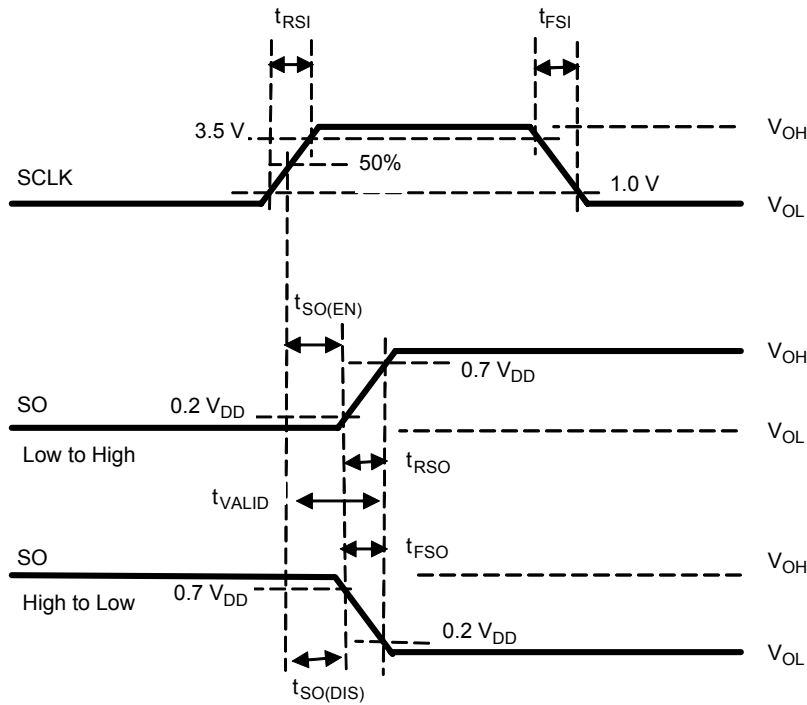 tRSI
tFSI
3.5 V
VOH
50%
SCLK
1.0 V
VOL
tSO(EN)
VOH
0.7 VDD
SO
0.2 VDD
VOL
Low to High
tRSO
tVALID
tFSO
SO
VOH
High to Low
0.7 VDD
0.2 VDD
VOL
tSO(DIS)